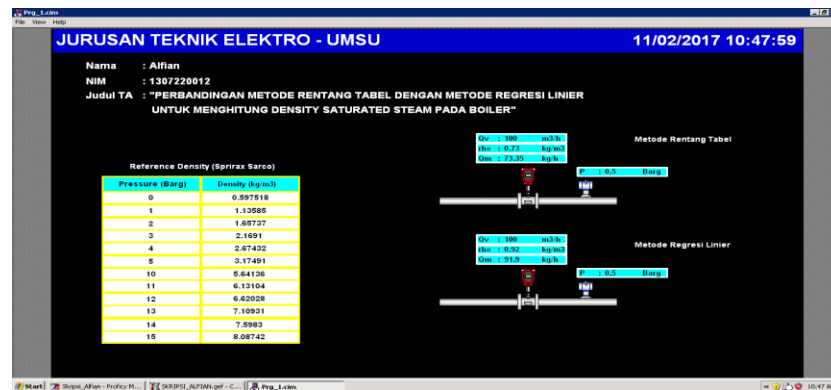 Prg_1.cim
File View Help
JURUSAN TEKNIK ELEKTRO - UMSU 11/02/2017 10:47:59
Nama : Alfian
NIM : 1307220012
Judul TA : "PERBANDINGAN METODE RENTANG TABEL DENGAN METODE REGRESI LINIER
UNTUK MENGHITUNG DENSITY SATURATED STEAM PADA BOILER"
Reference Density (Sprirax Sarco)
Pressure (Barg) Density (kg/m3)
0 0.597518
1 1.13585
2 1.65737
3 2.1691
4 2.67432
5 3.17491
10 5.64136
11 6.13104
12 6.62028
13 7.10931
14 7.5983
15 8.08742
Qv : 100 m3/h
rho : 0.73 kg/m3
Qm : 73.35 kg/h
Metode Rentang Tabel
P : 0.5 Barg
Qv : 100 m3/h
rho : 0.92 kg/m3
Qm : 91.9 kg/h
Metode Regresi Linier
P : 0.5 Barg
Start Skripsi_Alfian - Proficy M... SKRIPSI_ALFIAN.gef - C... Prg_1.cim 10:47